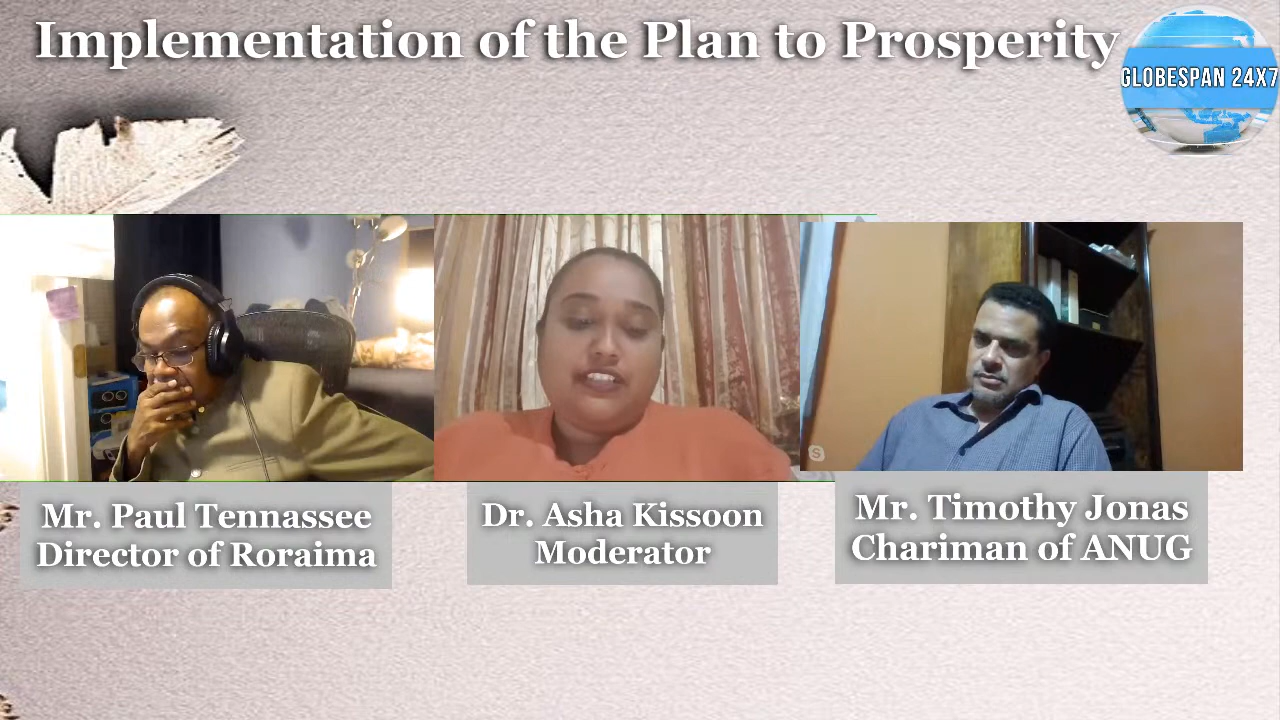 Implementation of the Plan to Prosperity
GLOBESPAN 24X7
Mr. Paul Tennassee
Director of Roraima
Dr. Asha Kissoon
Moderator
Mr. Timothy Jonas
Chariman of ANUG